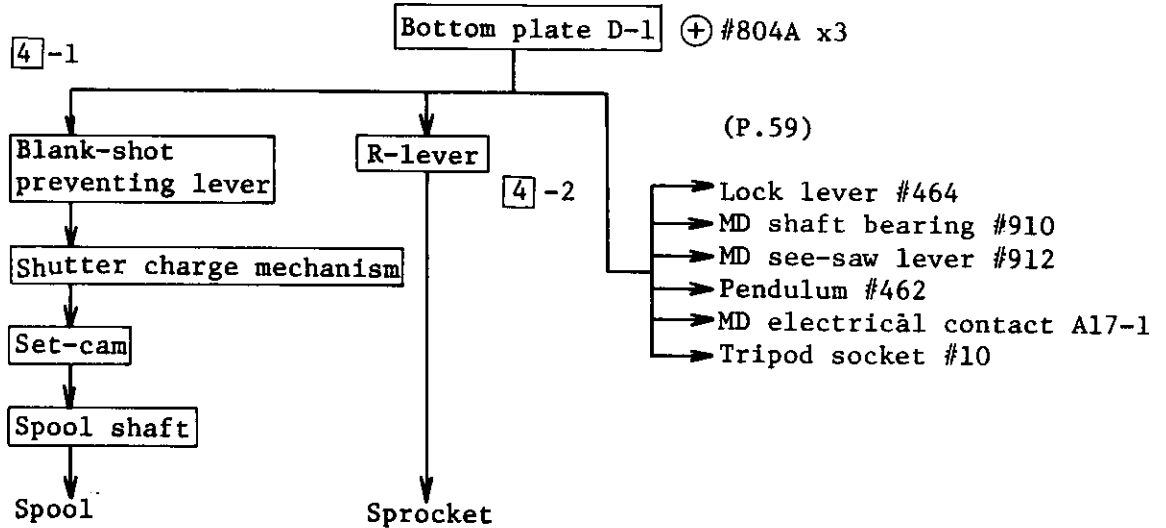 Bottom plate D-1 + #804A x3
4 -1
(P.59)
Blank-shot
preventing lever
R-lever
4 -2
Lock lever #464
MD shaft bearing #910
MD see-saw lever #912
Shutter charge mechanism
Pendulum #462
MD electrical contact A17-1
Set-cam
Tripod socket #10
Spool shaft
Spool
Sprocket